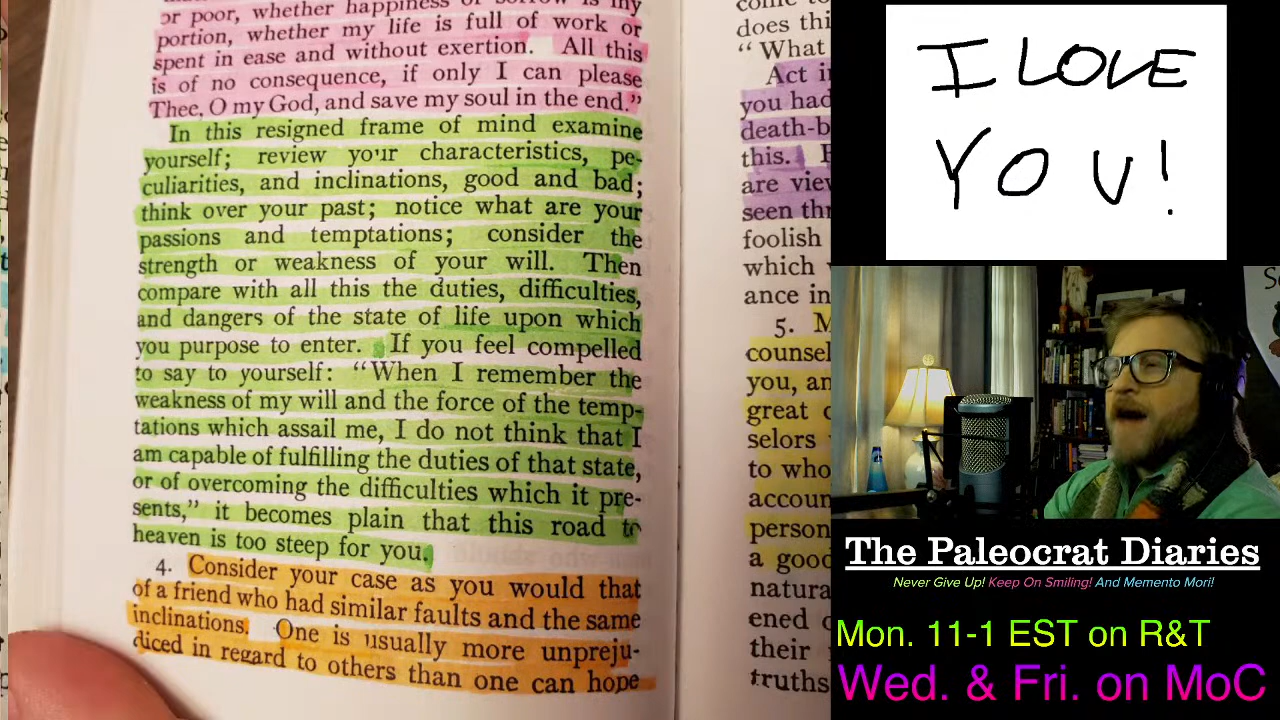 or poor, whether happiness or sorrow is my
portion, whether my life is full of work or
spent in ease and without exertion. All this
is of no consequence, if only I can please
Thee, O my God, and save my soul in the end.”
In this resigned frame of mind examine
yourself; review your characteristics, pe-
culiarities, and inclinations, good and bad;
think over your past; notice what are your
passions and temptations; consider the
strength or weakness of your will. Then
compare with all this the duties, difficulties,
and dangers of the state of life upon which
you purpose to enter. If you feel compelled
to say to yourself: “When I remember the
weakness of my will and the force of the temp-
tations which assail me, I do not think that I
am capable of fulfilling the duties of that state,
or of overcoming the difficulties which it pre-
sents,” it becomes plain that this road to
heaven is too steep for you.
4. Consider your case as you would that
of a friend who had similar faults and the same
inclinations. One is usually more unpreju-
diced in regard to others than one can hope
does thi
“What
Act i
you had
death-b
this.
are vie
seen thr
foolish
which
ance in
5. M
counsel
you, an
great
selors
to who
accoun
person
a good
natura
ened
their
truths
I LOVE
YOU!
The Paleocrat Diaries
Never Give Up! Keep On Smiling! And Memento Mori!
Mon. 11-1 EST on R&T
Wed. & Fri. on MoC